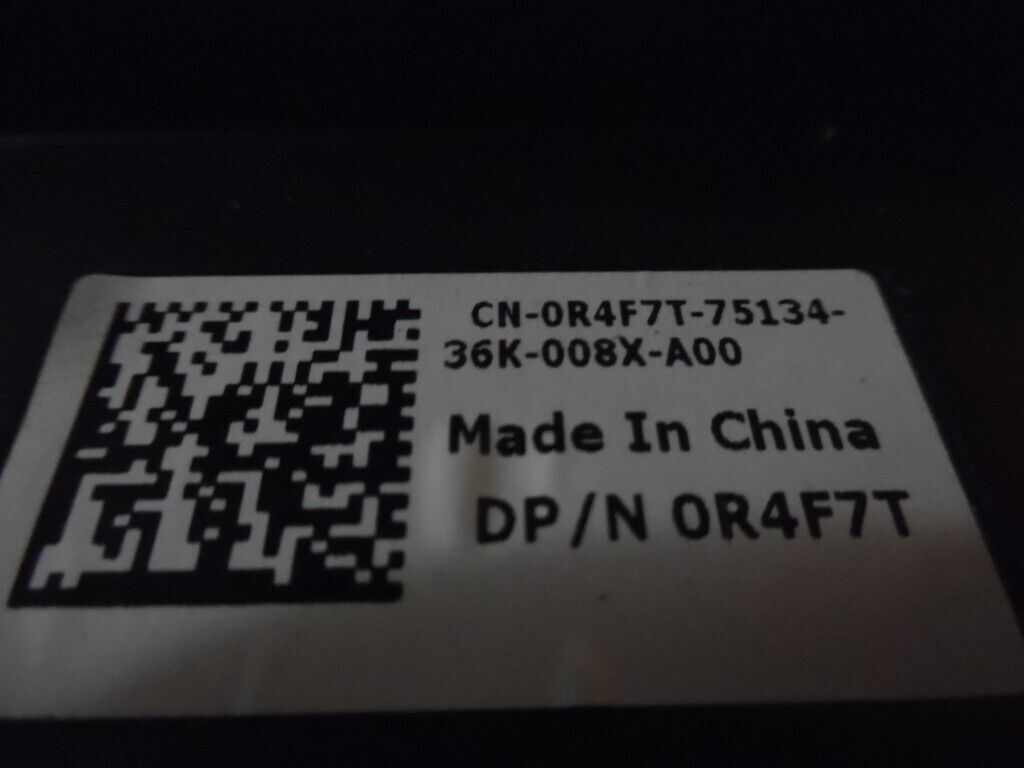 CN-0R4F7T-75134-
36K-008X-A00
Made In China
DP/N 0R4F7T